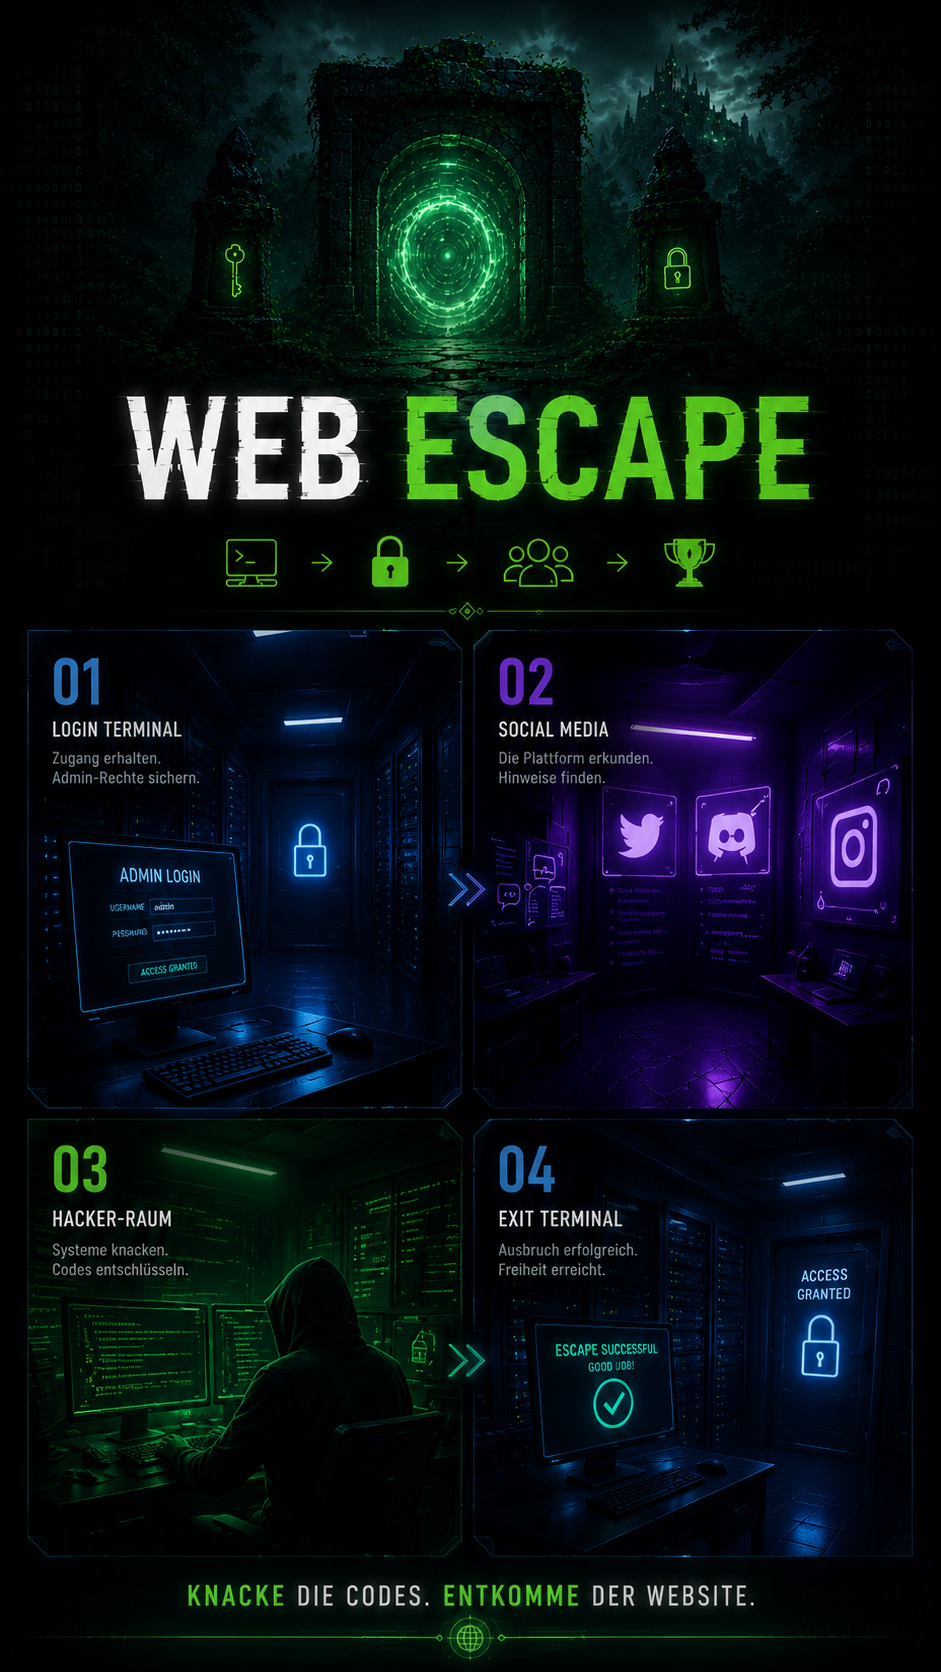 WEB ESCAPE
01
LOGIN TERMINAL
Zugang erhalten.
Admin-Rechte sichern.
ADMIN LOGIN
USERNAME
ACCESS GRANTED
02
SOCIAL MEDIA
Die Plattform erkunden.
Hinweise finden.
03
HACKER-RAUM
Systeme knacken.
Codes entschlüsseln.
04
EXIT TERMINAL
Ausbruch erfolgreich.
Freiheit erreicht.
ACCESS
GRANTED
ESCAPE SUCCESSFUL
GOOD JOB!
KNACKE DIE CODES. ENTKOMME DER WEBSITE.